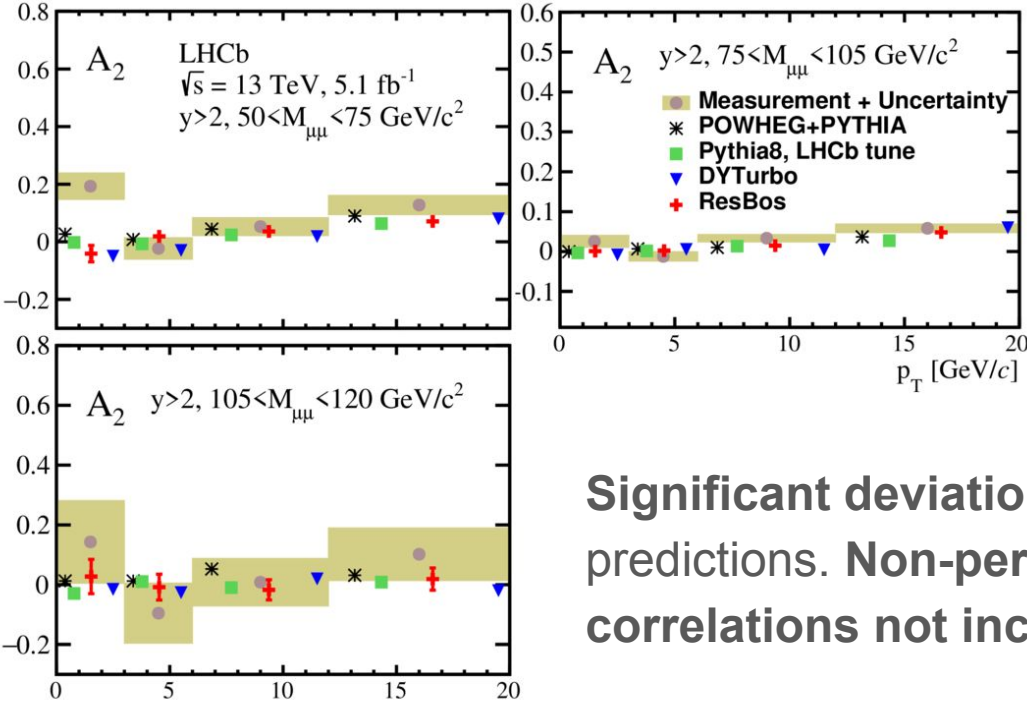 0.8
0.6
0.4
0.2
0
−0.2
A2
LHCb
√s = 13 TeV, 5.1 fb-1
y>2, 50<Mμμ<75 GeV/c2
0.6
0.5
0.4
0.3
0.2
0.1
0
-0.1
A2 y>2, 75<Mμμ<105 GeV/c2
Measurement + Uncertainty
POWHEG+PYTHIA
Pythia8, LHCb tune
DYTurbo
ResBos
0 5 10 15 20
pT [GeV/c]
0.8
0.6
0.4
0.2
0
−0.2
A2 y>2, 105<Mμμ<120 GeV/c2
0 5 10 15 20
Significant deviatio
predictions. Non-per
correlations not inc